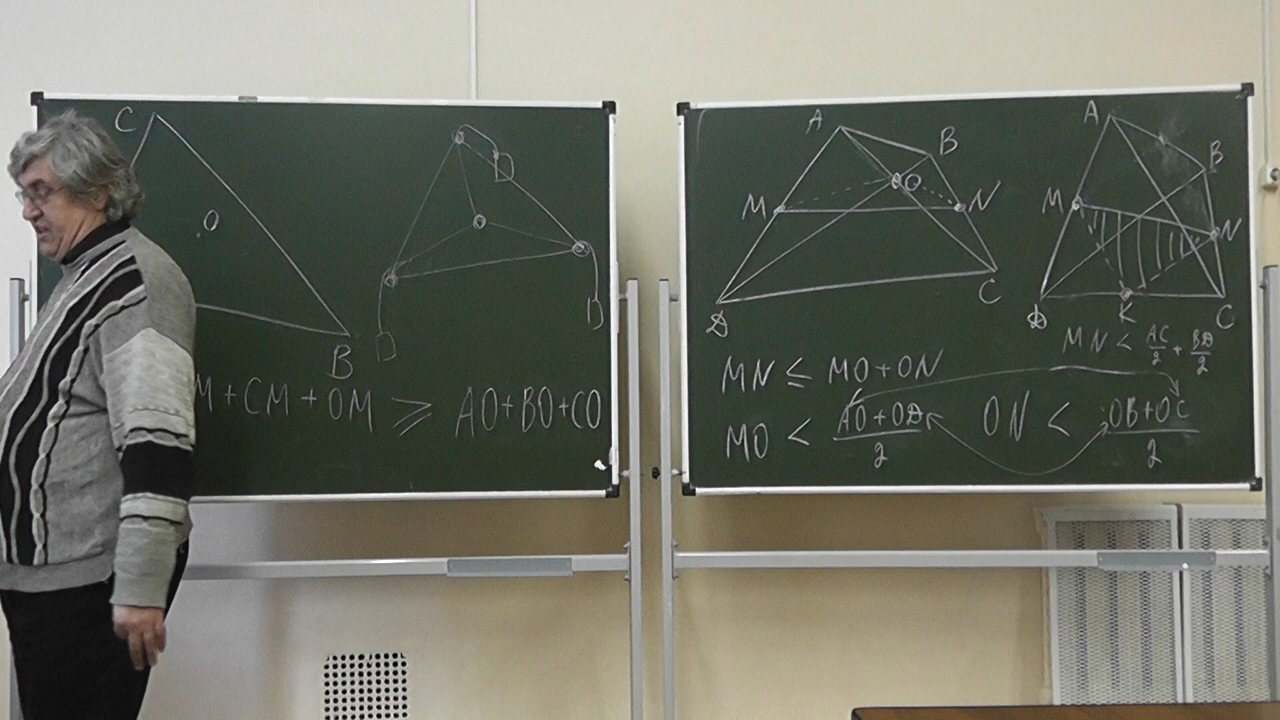 C
O
B
D
D
D
M + CM + OM ⩾ AO+BO+CO
A
B
O
M
N
D
C
A
B
M
N
D
K
C
MN < AC/2 + BD/2
MN ≤ MO+ON
MO < AO+OD/2
ON < OB+OC/2